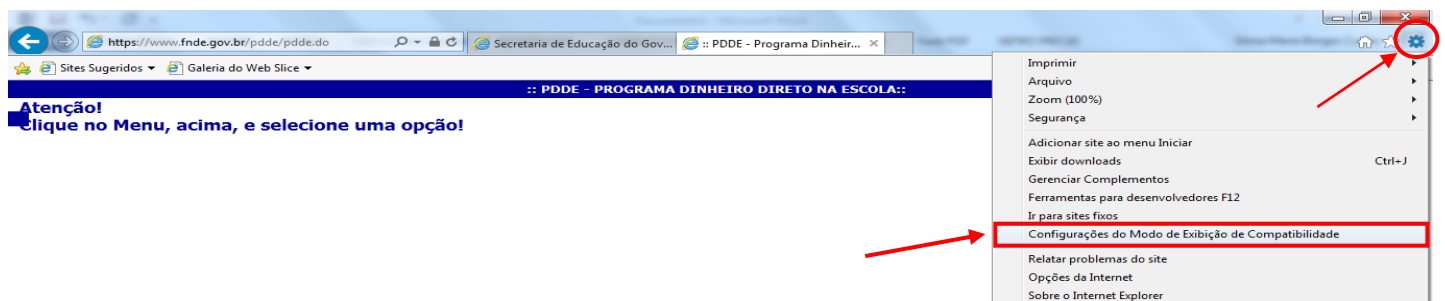 https://www.fnde.gov.br/pdde/pdde.do
Secretaria de Educação do Gov...
:: PDDE - Programa Dinheir...
Sites Sugeridos
Galeria do Web Slice
:: PDDE - PROGRAMA DINHEIRO DIRETO NA ESCOLA::
Atenção!
Clique no Menu, acima, e selecione uma opção!
Imprimir
Arquivo
Zoom (100%)
Segurança
Adicionar site ao menu Iniciar
Exibir downloads Ctrl+J
Gerenciar Complementos
Ferramentas para desenvolvedores F12
Ir para sites fixos
Configurações do Modo de Exibição de Compatibilidade
Relatar problemas do site
Opções da Internet
Sobre o Internet Explorer